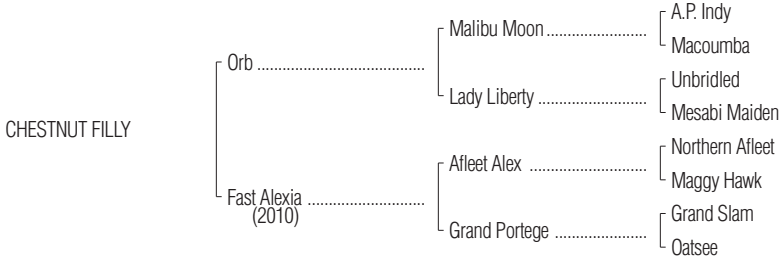 A.P. Indy
Malibu Moon ........................
Macoumba
Orb ........................................
Unbridled
Lady Liberty ..........................
Mesabi Maiden
CHESTNUT FILLY
Northern Afleet
Afleet Alex ............................
Maggy Hawk
Fast Alexia ............................
(2010)
Grand Slam
Grand Portege ......................
Oatsee